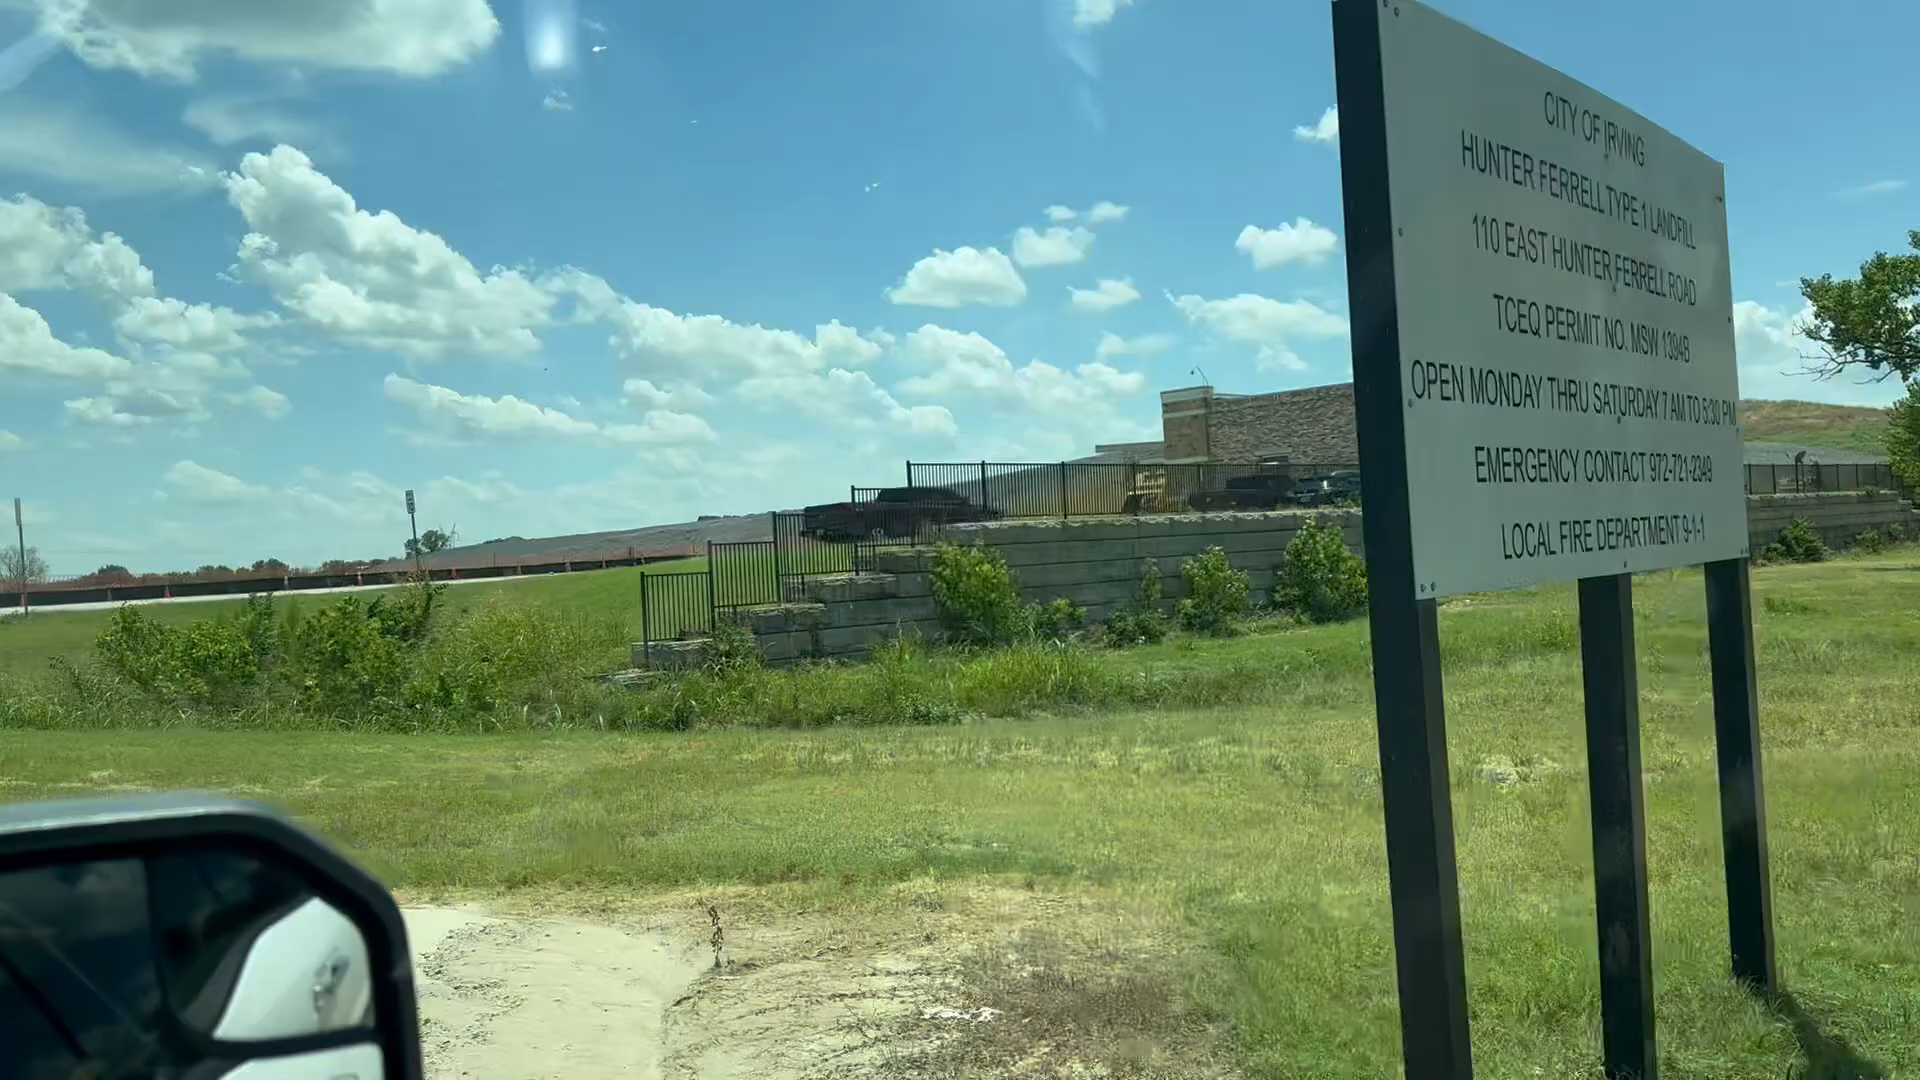 CITY OF IRVING
HUNTER FERRELL TYPE 1 LANDFILL
110 EAST HUNTER FERRELL ROAD
TCEQ PERMIT NO. MSW 1394B
OPEN MONDAY THRU SATURDAY 7 AM TO 5:30 PM
EMERGENCY CONTACT 972-721-2349
LOCAL FIRE DEPARTMENT 9-1-1